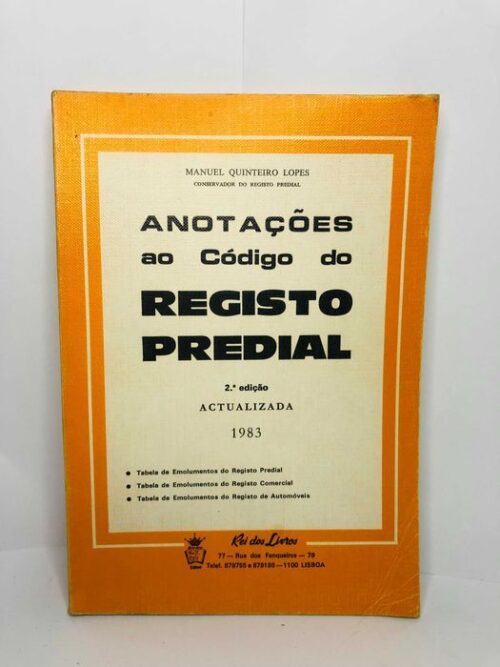 MANUEL QUINTEIRO LOPES
CONSERVADOR DO REGISTO PREDIAL
ANOTAÇÕES
ao Código do
REGISTO
PREDIAL
2.ª edição
ACTUALIZADA
1983
• Tabela de Emolumentos do Registo Predial
• Tabela de Emolumentos do Registo Comercial
• Tabela de Emolumentos do Registo de Automóveis
Rei dos Livros
77 — Rua dos Fanqueiros — 79
Telef. 879755 e 879188 — 1100 LISBOA